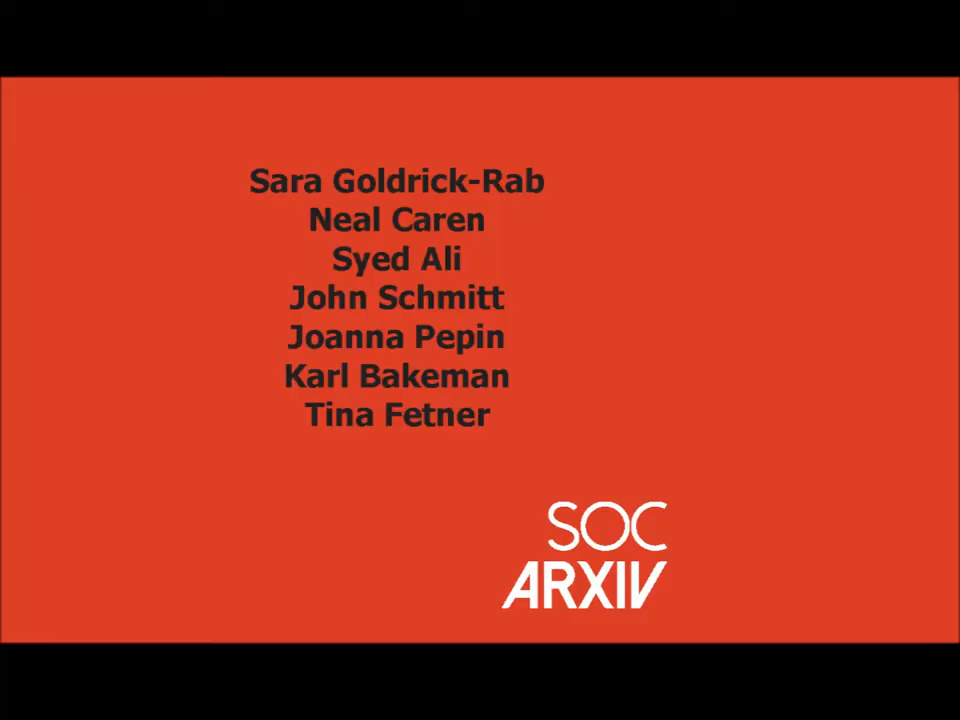 Sara Goldrick-Rab
Neal Caren
Syed Ali
John Schmitt
Joanna Pepin
Karl Bakeman
Tina Fetner
SOC
ARXIV